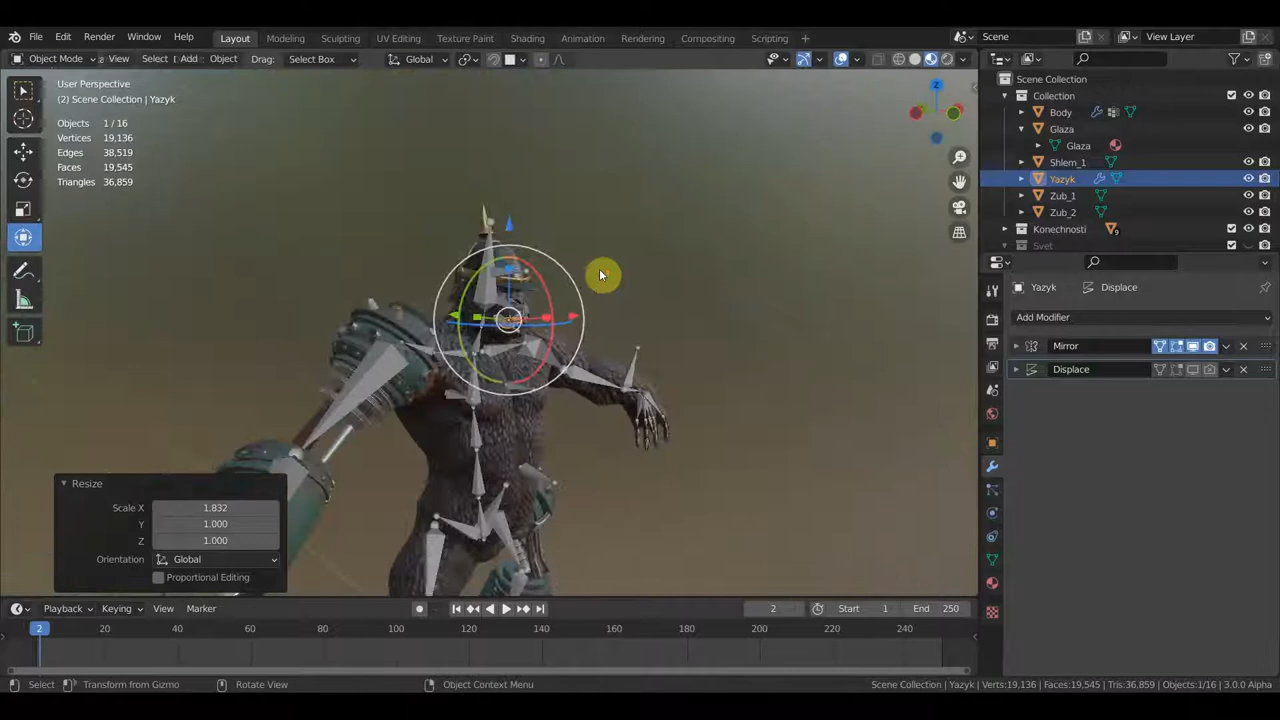 File Edit Render Window Help Layout Modeling Sculpting UV Editing Texture Paint Shading Animation Rendering Compositing Scripting + Scene View Layer
Object Mode View Select Add Object Drag: Select Box Global
User Perspective
(2) Scene Collection | Yazyk
Objects 1 / 16
Vertices 19,136
Edges 38,519
Faces 19,545
Triangles 36,859
Z
Scene Collection
Collection
Body
Glaza
Glaza
Shlem_1
Yazyk
Zub_1
Zub_2
Konechnosti 9
Svet
Yazyk Displace
Add Modifier
Mirror
Displace
Resize
Scale X 1.832
Y 1.000
Z 1.000
Orientation Global
Proportional Editing
Playback Keying View Marker 2 Start 1 End 250
2 20 40 60 80 100 120 140 160 180 200 220 240
Select Transform from Gizmo Rotate View Object Context Menu Scene Collection | Yazyk | Verts:19,136 | Faces:19,545 | Tris:36,859 | Objects:1/16 | 3.0.0 Alpha